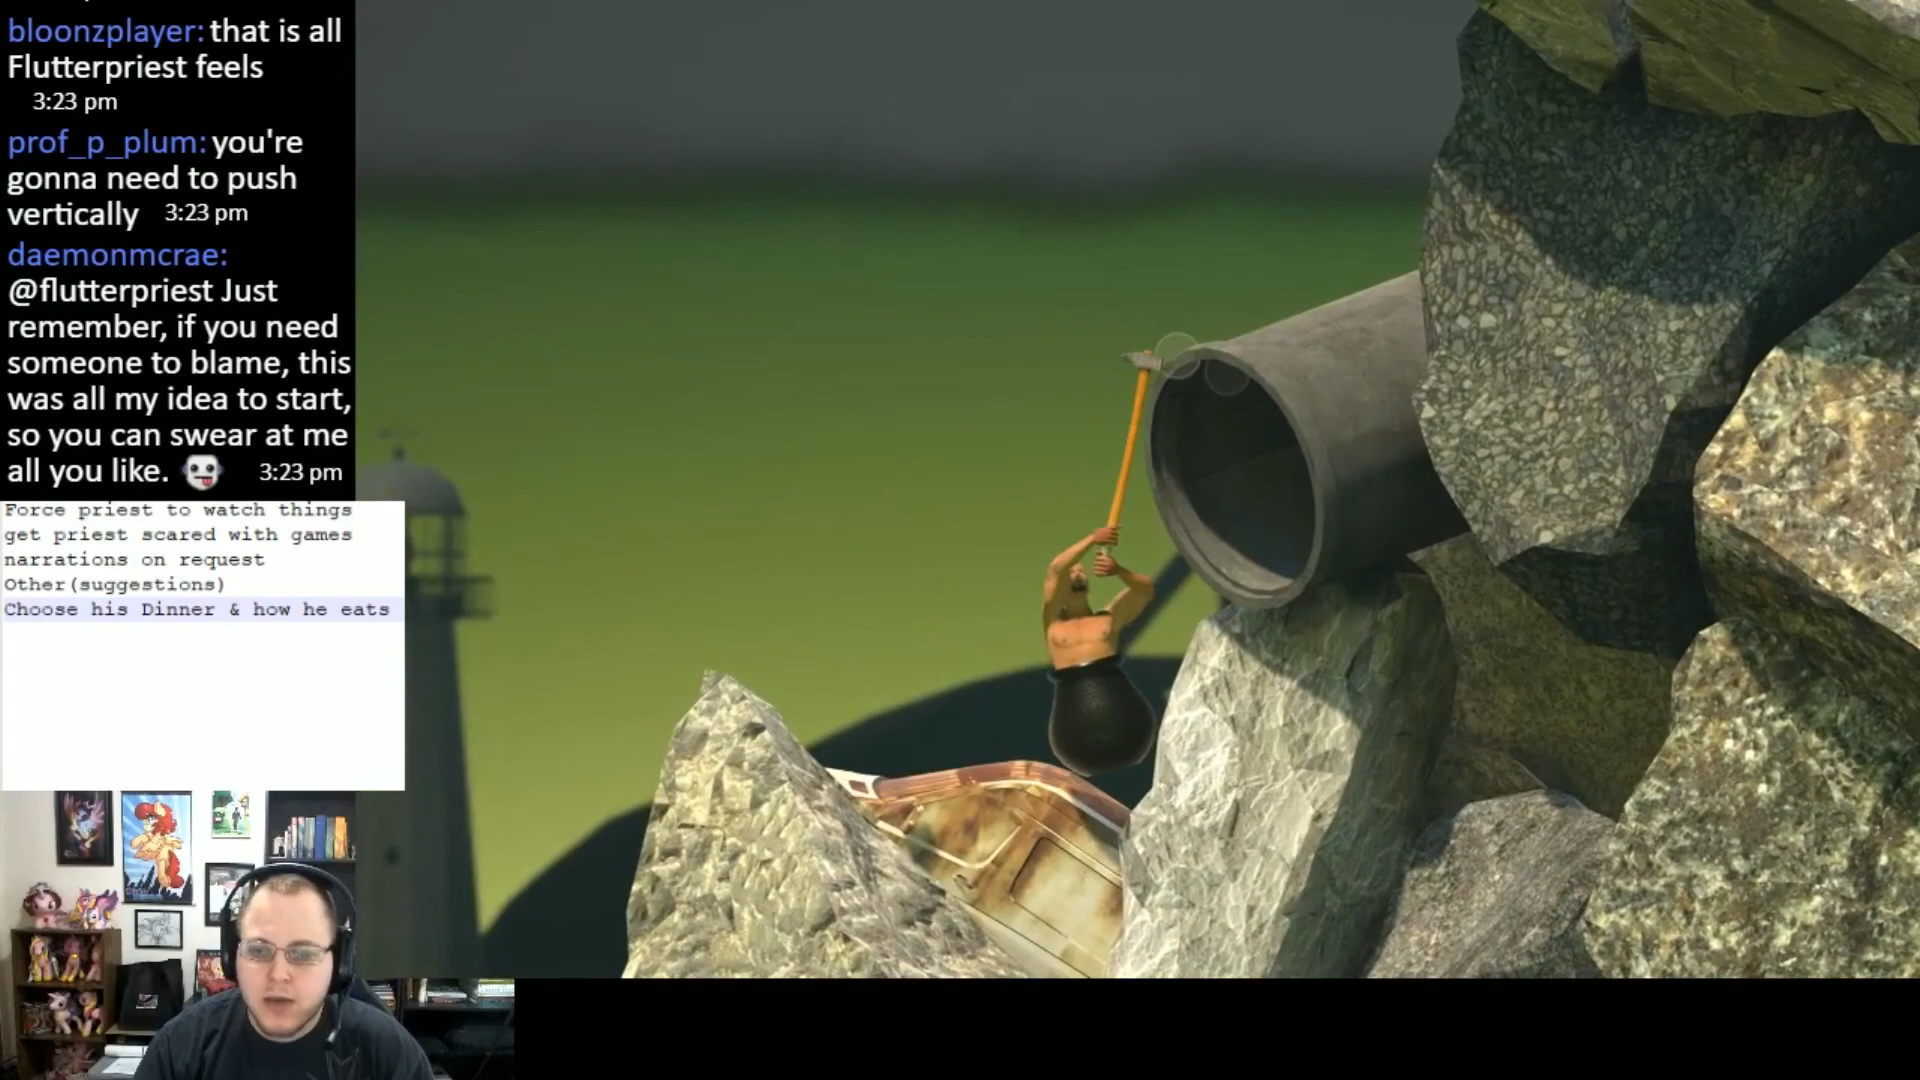 bloonzplayer: that is all
Flutterpriest feels
3:23 pm
prof_p_plum: you're
gonna need to push
vertically 3:23 pm
daemonmcrae:
@flutterpriest Just
remember, if you need
someone to blame, this
was all my idea to start,
so you can swear at me
all you like. 3:23 pm
Force priest to watch things
get priest scared with games
narrations on request
Other(suggestions)
Choose his Dinner & how he eats